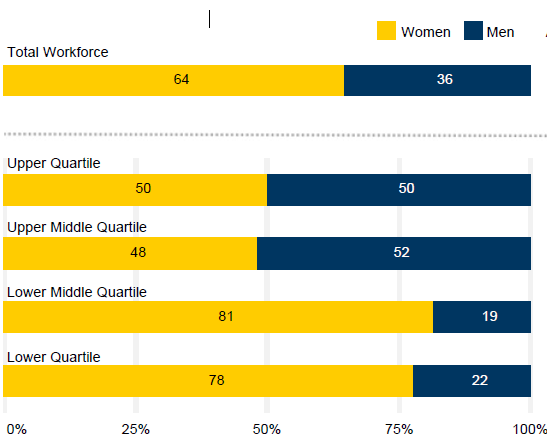 Women Men
Total Workforce
64 36
Upper Quartile
50 50
Upper Middle Quartile
48 52
Lower Middle Quartile
81 19
Lower Quartile
78 22
0% 25% 50% 75% 100%